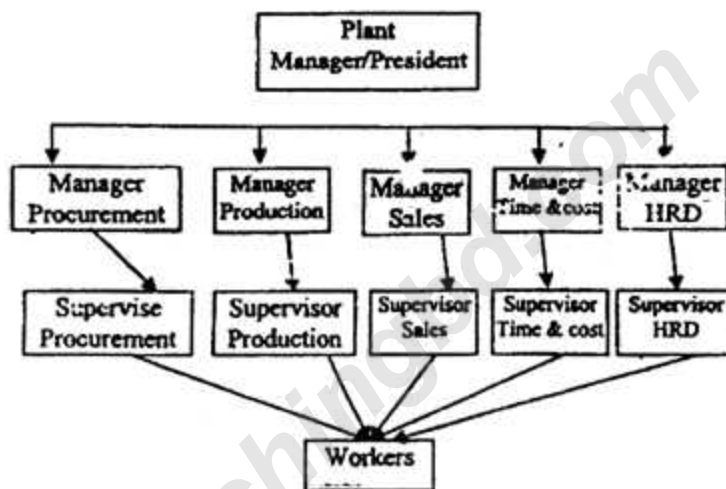 Plant
Manager/President
Manager
Procurement
Manager
Production
Manager
Sales
Manager
Time & cost
Manager
HRD
Supervise
Procurement
Supervisor
Production
Supervisor
Sales
Supervisor
Time & cost
Supervisor
HRD
Workers